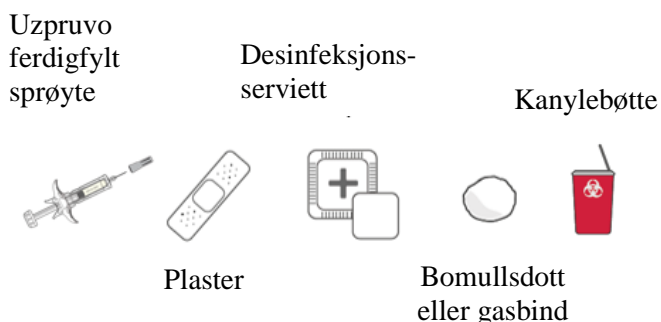 Uzpruvo
ferdigfylt
sprøyte
Desinfeksjons-
serviett
Kanylebøtte
Plaster
Bomullsdott
eller gasbind